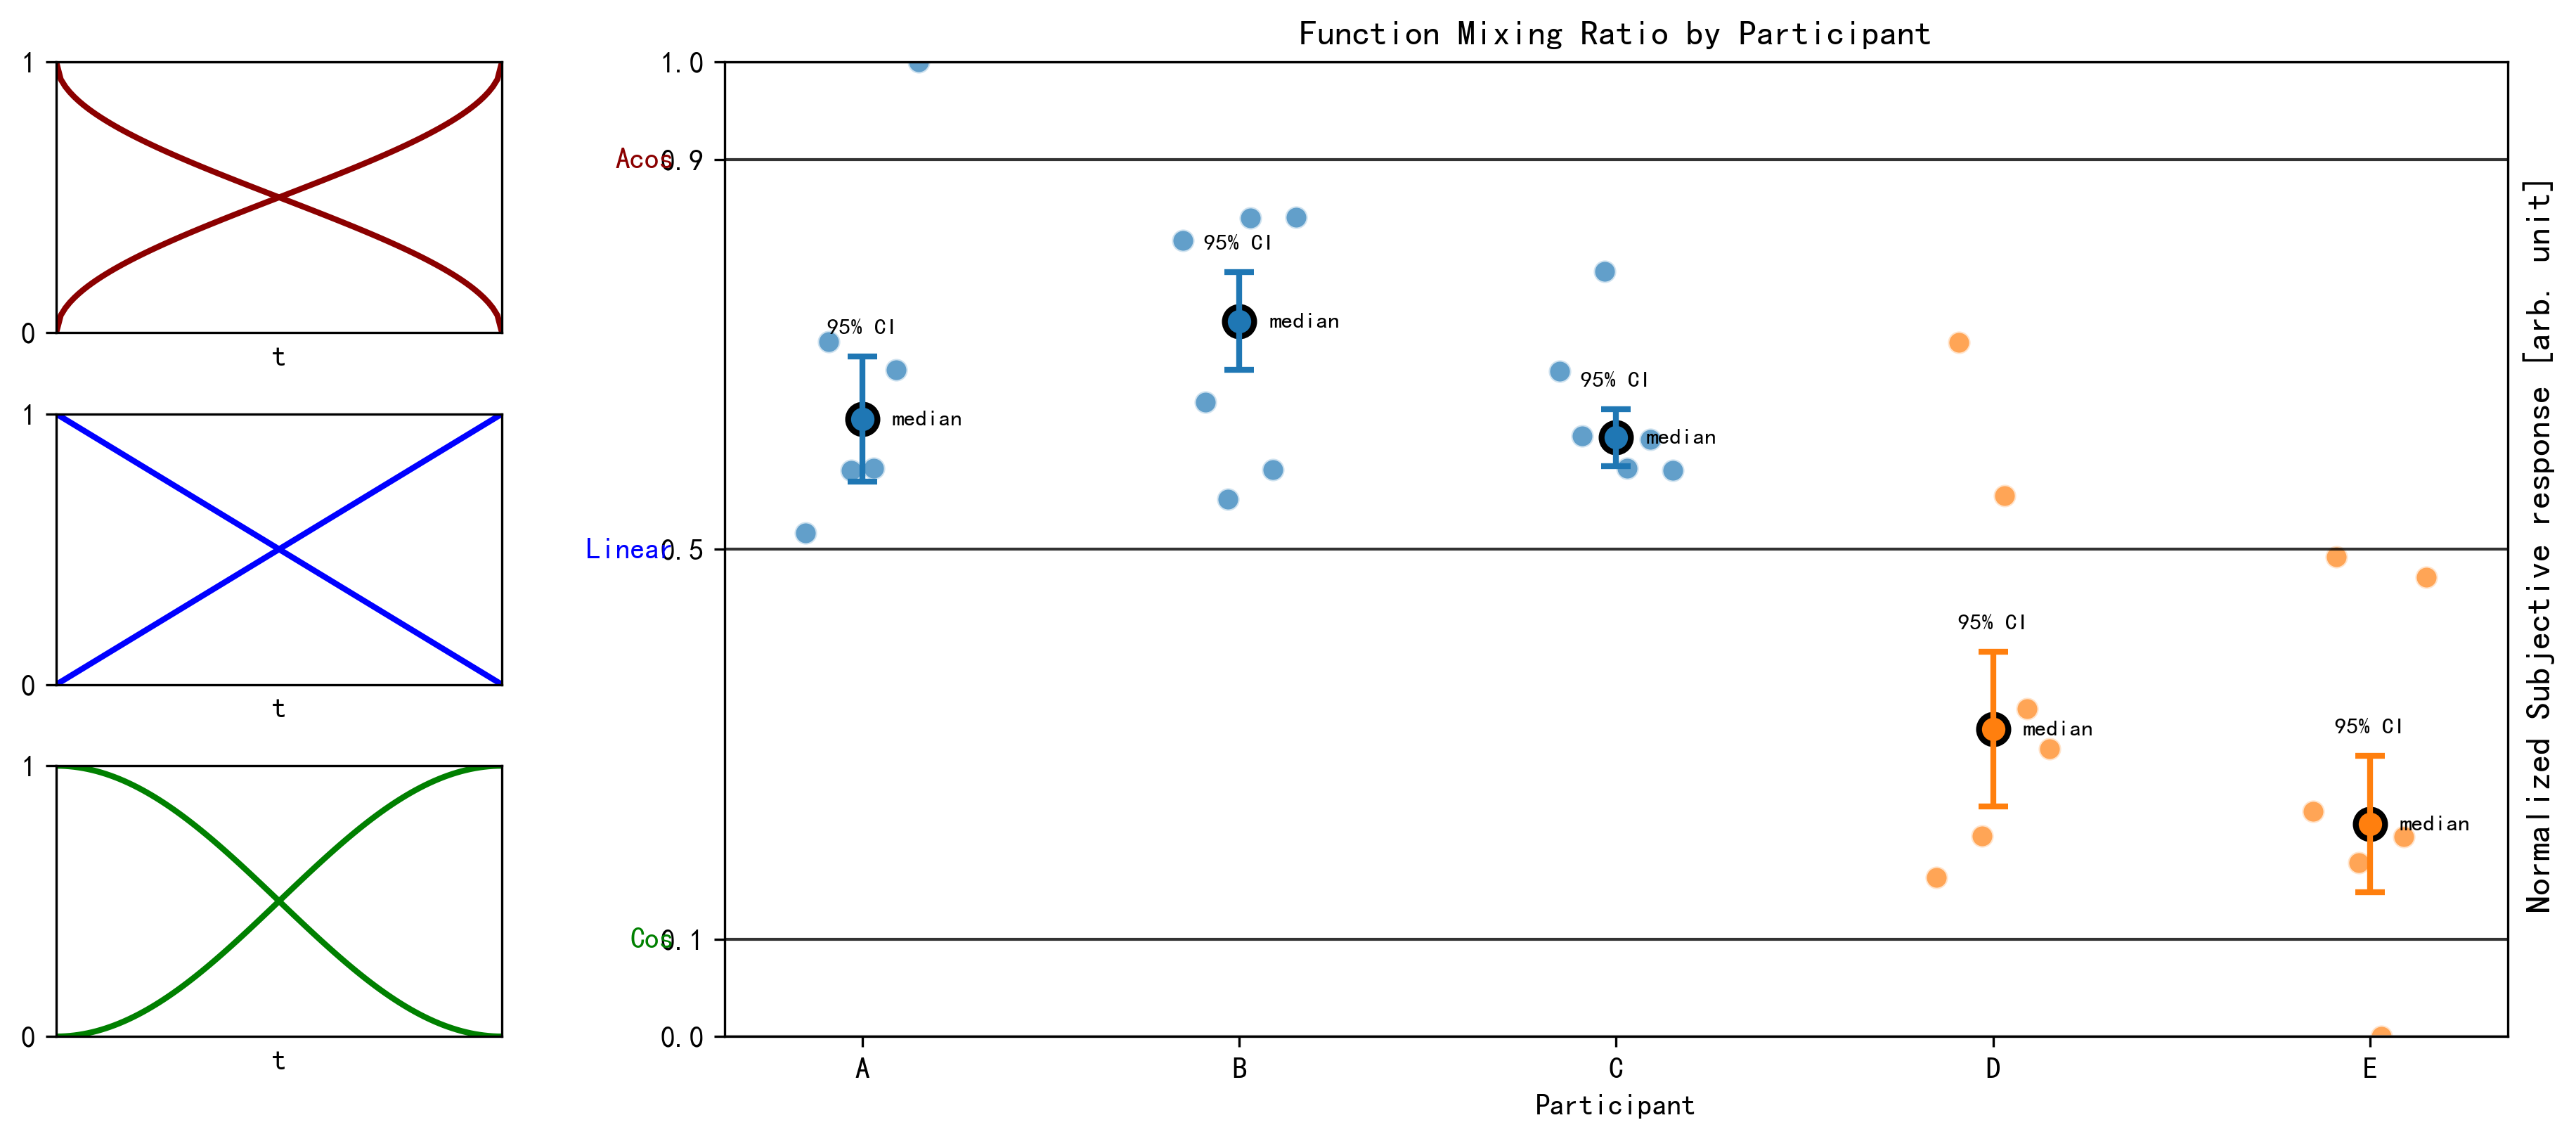 1
0
t
1
0
t
1
0
t
Function Mixing Ratio by Participant
1.0
Acos
0.9
Linear
0.5
Cos
0.1
0.0
95% CI
median
95% CI
median
95% CI
median
95% CI
median
95% CI
median
A
B
C
D
E
Participant
Normalized Subjective response [arb. unit]